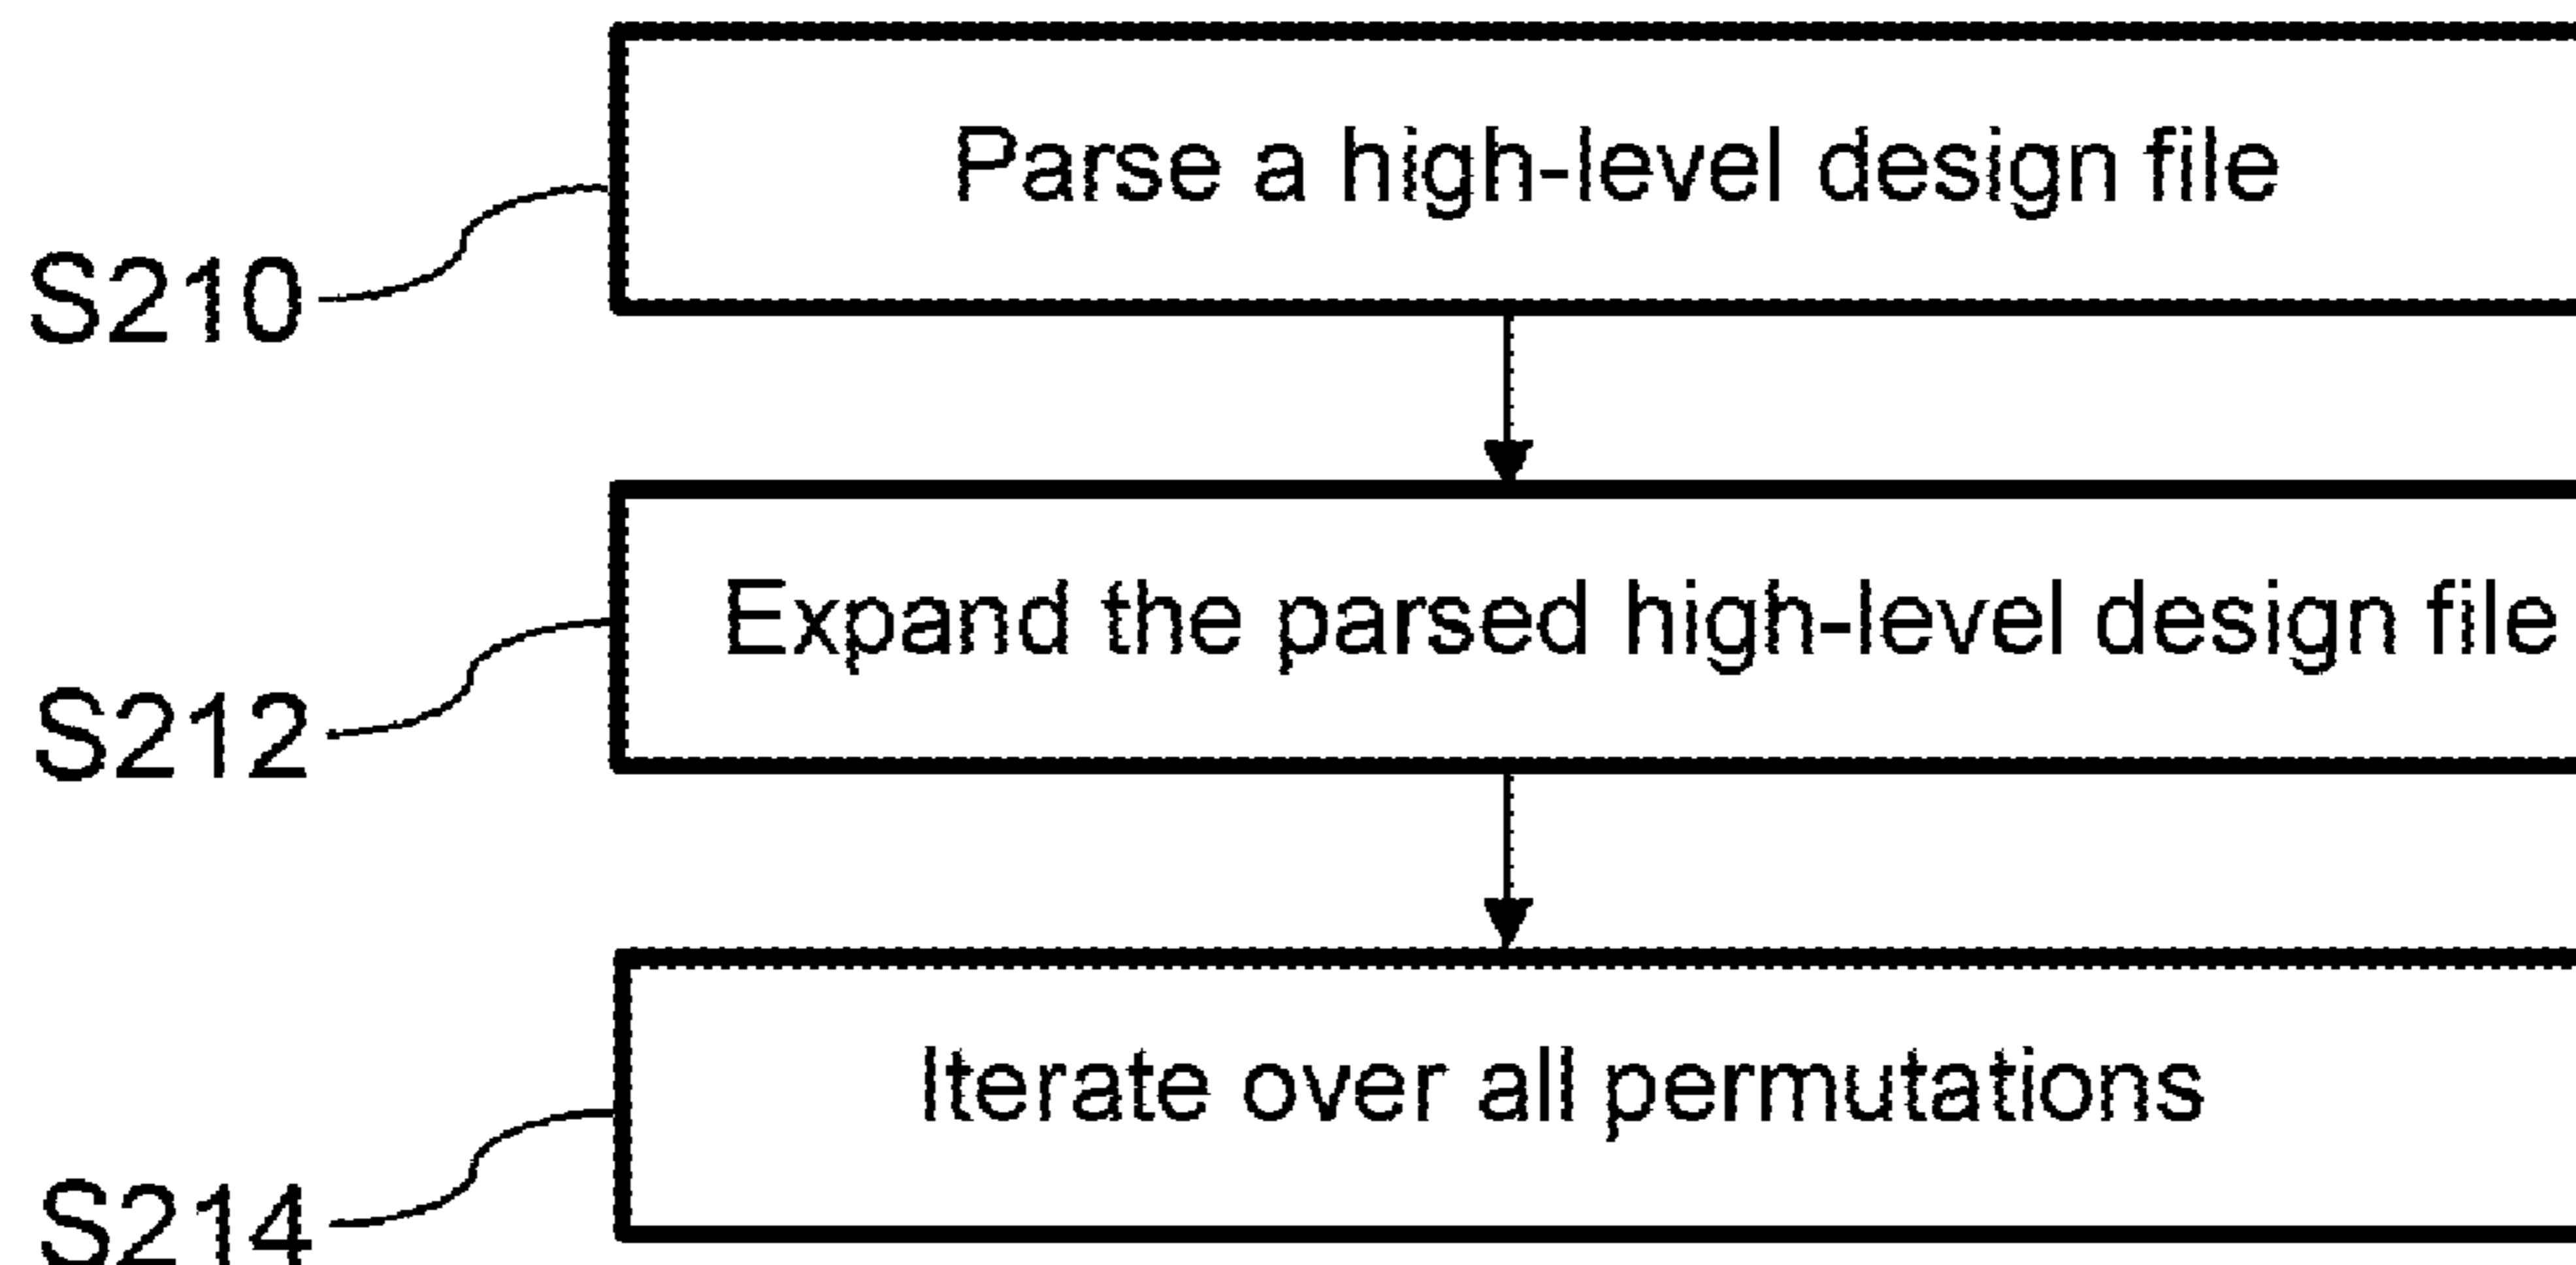 Parse a high-level design file
S210
Expand the parsed high-level design file
S212
Iterate over all permutations
S214